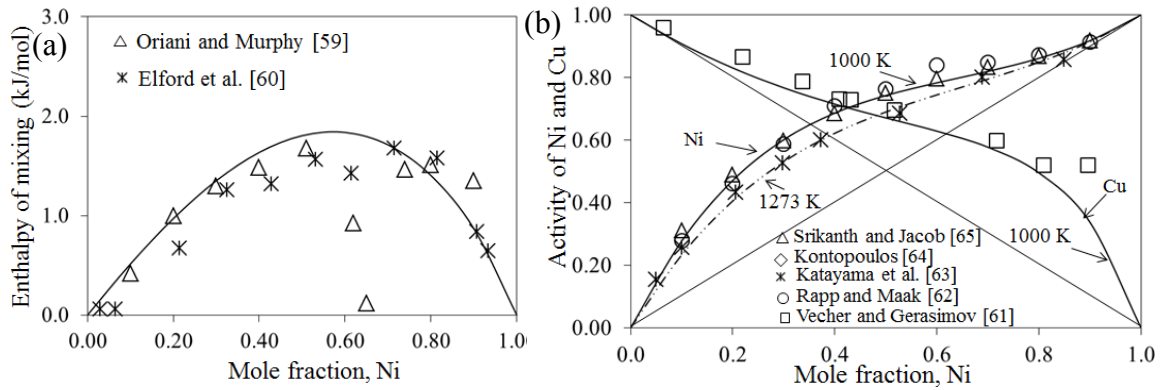 (a)
Enthalpy of mixing (kJ/mol)
3.0
2.0
1.0
0.0
Oriani and Murphy [59]
Elford et al. [60]
0.00 0.20 0.40 0.60 0.80 1.0
Mole fraction, Ni
(b)
Activity of Ni and Cu
1.00
0.80
0.60
0.40
0.20
0.00
1000 K
Ni
1273 K
Cu
1000 K
Srikanth and Jacob [65]
Kontopoulos [64]
Katayama et al. [63]
Rapp and Maak [62]
Vecher and Gerasimov [61]
0.0 0.2 0.4 0.6 0.8 1.0
Mole fraction, Ni